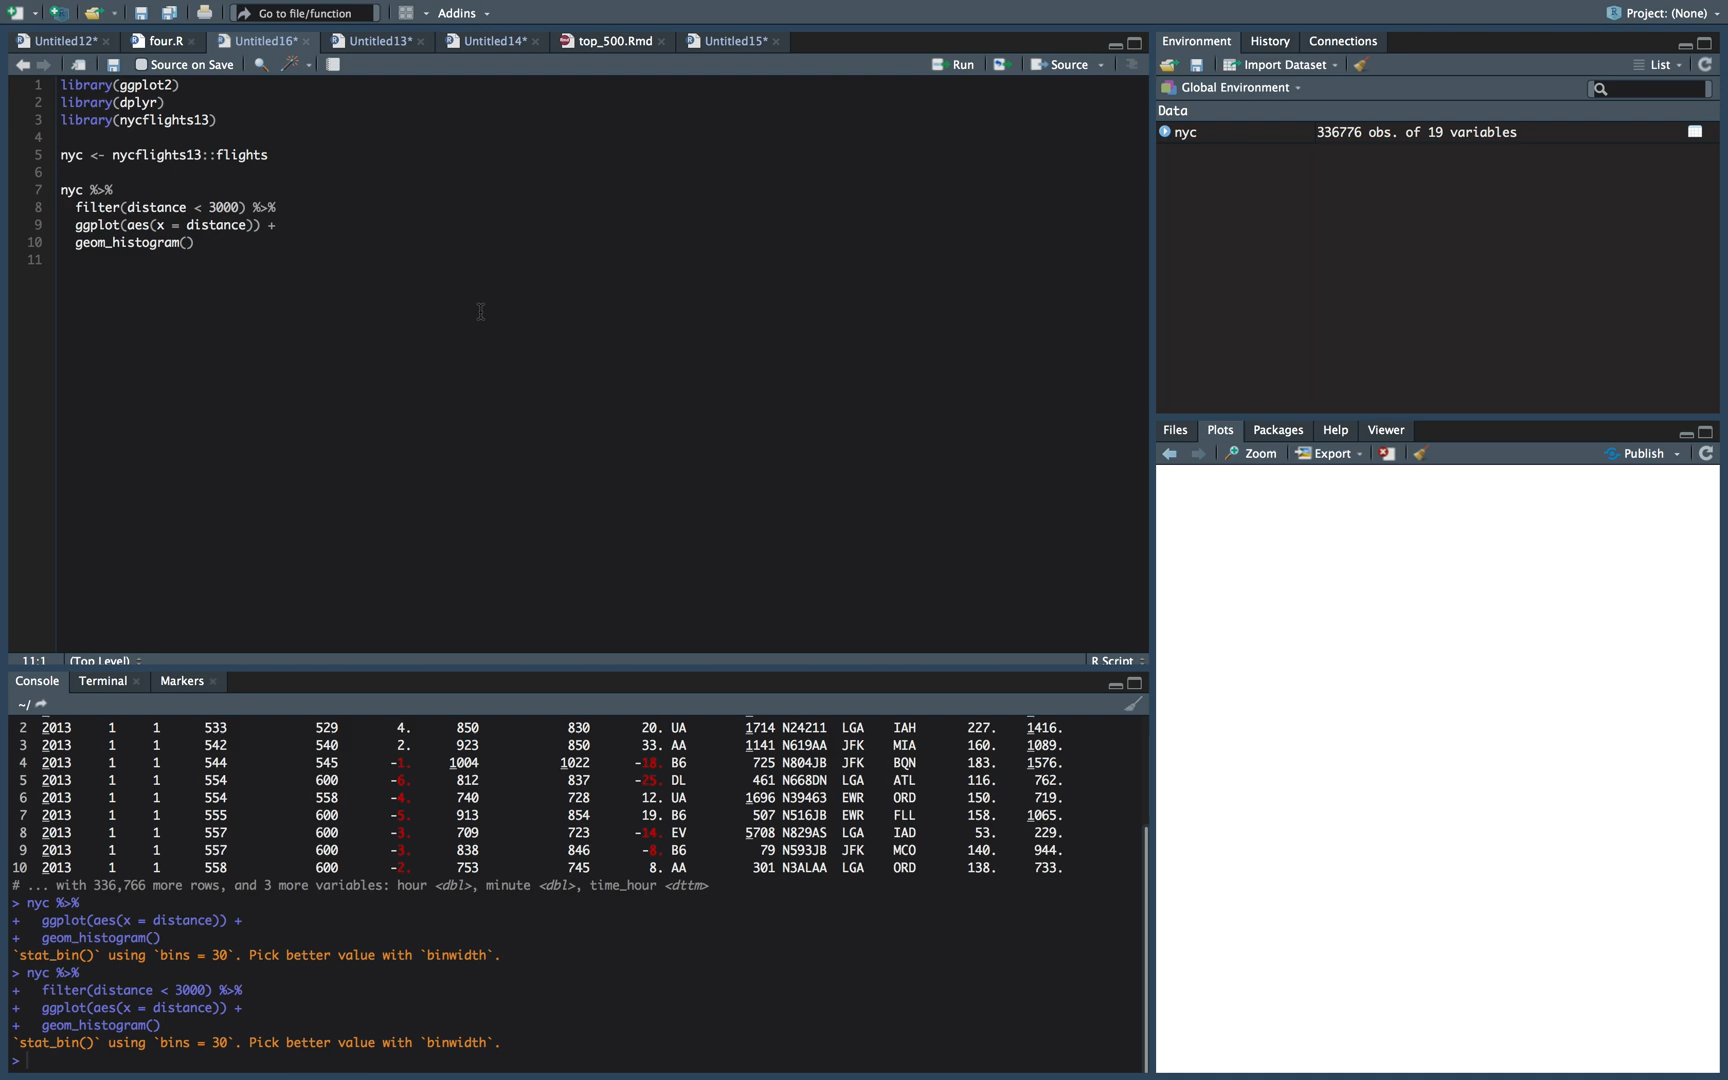 Go to file/function
Addins
Project: (None)
Untitled12*
four.R
Untitled16*
Untitled13*
Untitled14*
top_500.Rmd
Untitled15*
Source on Save
Run
Source
1 library(ggplot2)
2 library(dplyr)
3 library(nycflights13)
4
5 nyc <- nycflights13::flights
6
7 nyc %>%
8 filter(distance < 3000) %>%
9 ggplot(aes(x = distance)) +
10 geom_histogram()
11
11:1 (Top Level) R Script
Console Terminal Markers
~/
2 2013 1 1 533 529 4. 850 830 20. UA 1714 N24211 LGA IAH 227. 1416.
3 2013 1 1 542 540 2. 923 850 33. AA 1141 N619AA JFK MIA 160. 1089.
4 2013 1 1 544 545 -1. 1004 1022 -18. B6 725 N804JB JFK BQN 183. 1576.
5 2013 1 1 554 600 -6. 812 837 -25. DL 461 N668DN LGA ATL 116. 762.
6 2013 1 1 554 558 -4. 740 728 12. UA 1696 N39463 EWR ORD 150. 719.
7 2013 1 1 555 600 -5. 913 854 19. B6 507 N516JB EWR FLL 158. 1065.
8 2013 1 1 557 600 -3. 709 723 -14. EV 5708 N829AS LGA IAD 53. 229.
9 2013 1 1 557 600 -3. 838 846 -8. B6 79 N593JB JFK MCO 140. 944.
10 2013 1 1 558 600 -2. 753 745 8. AA 301 N3ALAA LGA ORD 138. 733.
# ... with 336,766 more rows, and 3 more variables: hour <dbl>, minute <dbl>, time_hour <dttm>
> nyc %>%
+ ggplot(aes(x = distance)) +
+ geom_histogram()
`stat_bin()` using `bins = 30`. Pick better value with `binwidth`.
> nyc %>%
+ filter(distance < 3000) %>%
+ ggplot(aes(x = distance)) +
+ geom_histogram()
`stat_bin()` using `bins = 30`. Pick better value with `binwidth`.
>
Environment History Connections
Import Dataset
List
Global Environment
Data
nyc 336776 obs. of 19 variables
Files Plots Packages Help Viewer
Zoom Export Publish